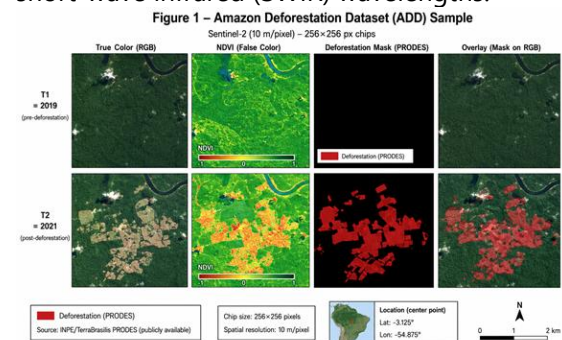 short-wave infrared (SWIR) wavelengths.
Figure 1 – Amazon Deforestation Dataset (ADD) Sample
Sentinel-2 (10 m/pixel) – 256×256 px chips
True Color (RGB) NDVI (False Color) Deforestation Mask (PRODES) Overlay (Mask on RGB)
T1
= 2019
(pre-deforestation)
NDVI
-1 0 1
Deforestation (PRODES)
T2
= 2021
(post-deforestation)
NDVI
-1 0 1
Deforestation (PRODES)
Source: INPE/TerraBrasilis PRODES (publicly available)
Chip size: 256×256 pixels
Spatial resolution: 10 m/pixel
Location (center point)
Lat: -3.125°
Lon: -54.875°
N
0 1 2 km